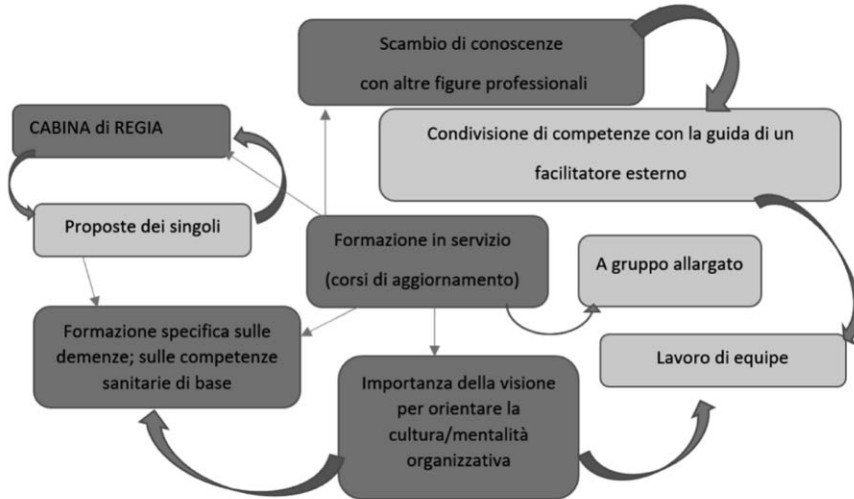 Scambio di conoscenze
con altre figure professionali
CABINA di REGIA
Condivisione di competenze con la guida di un
facilitatore esterno
Proposte dei singoli
Formazione in servizio
(corsi di aggiornamento)
A gruppo allargato
Formazione specifica sulle
demenze; sulle competenze
sanitarie di base
Lavoro di equipe
Importanza della visione
per orientare la
cultura/mentalità
organizzativa